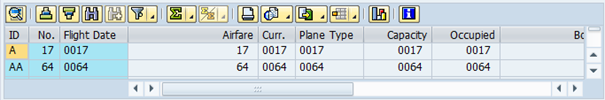 ID No. Flight Date Airfare Curr. Plane Type Capacity Occupied
A 17 0017 17 0017 0017 0017 0017
AA 64 0064 64 0064 0064 0064 0064